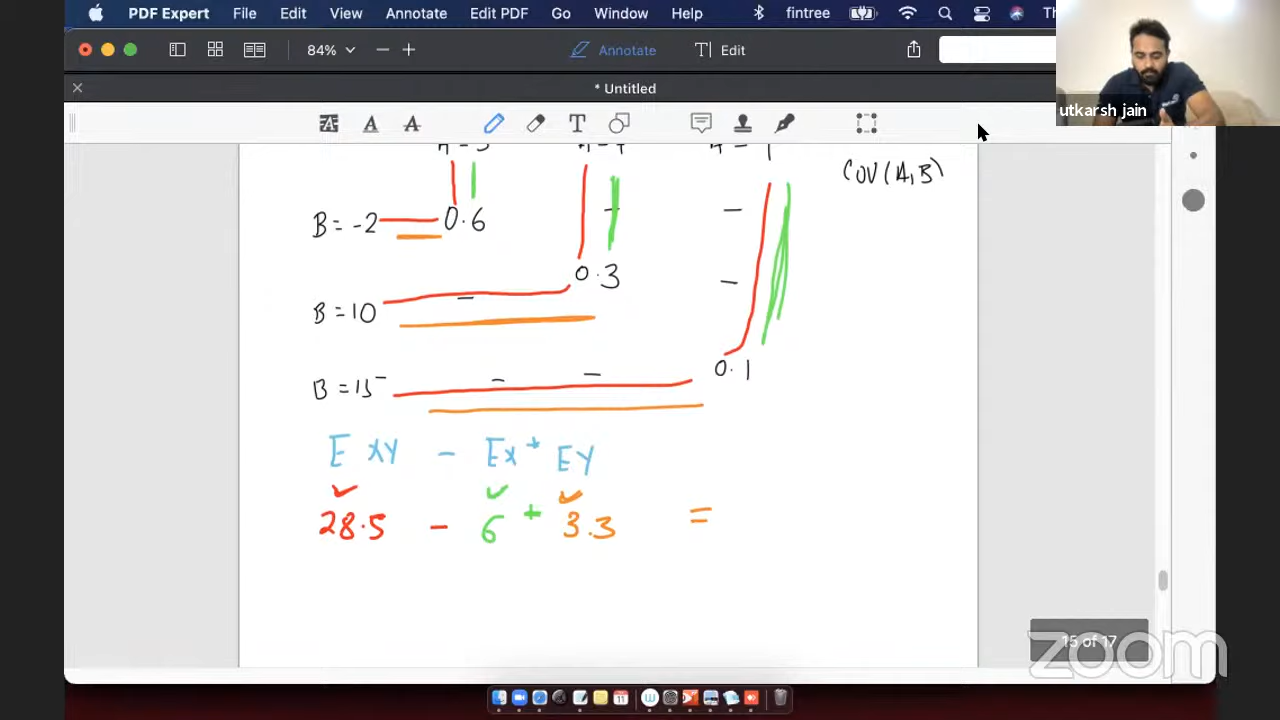 PDF Expert File Edit View Annotate Edit PDF Go Window Help fintree
84% Annotate Edit
* Untitled
utkarsh jain
COV(A,B)
B = -2 0.6
0.3
B = 10
0.1
B = 15
E XY - Ex * EY
28.5 - 6 * 3.3 =
15 of 17
zoom